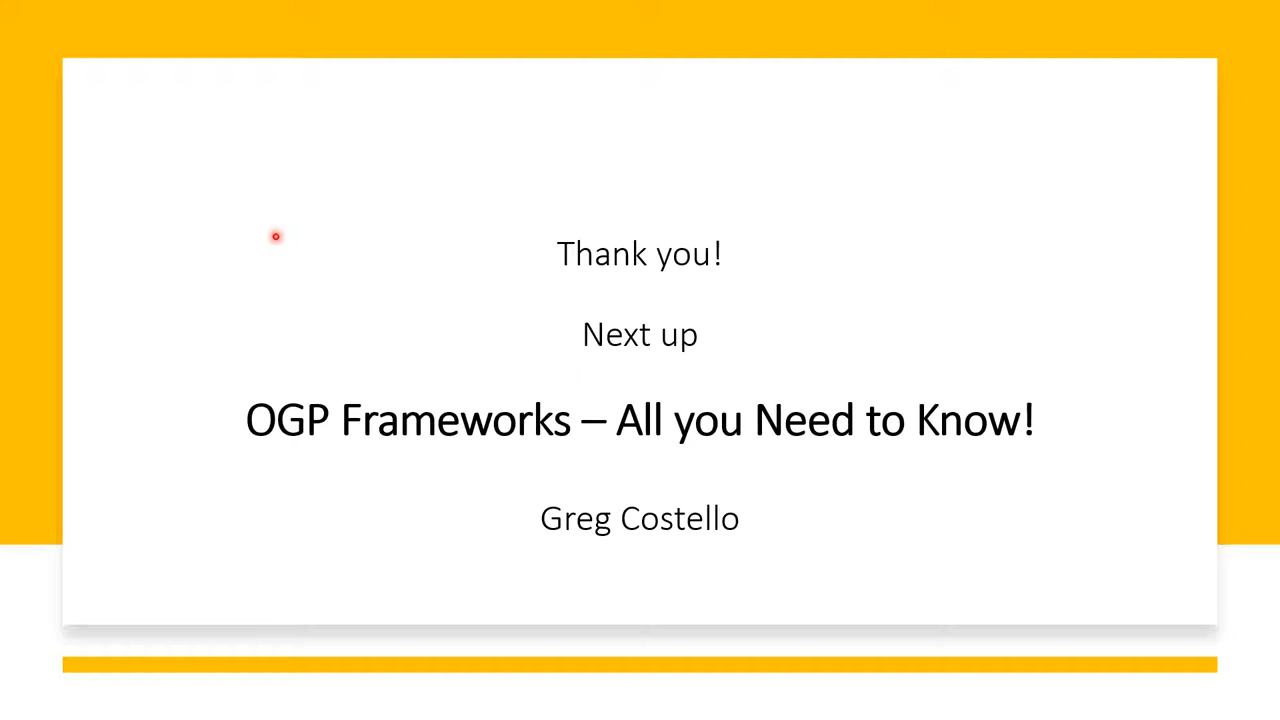 Thank you!
Next up
OGP Frameworks – All you Need to Know!
Greg Costello